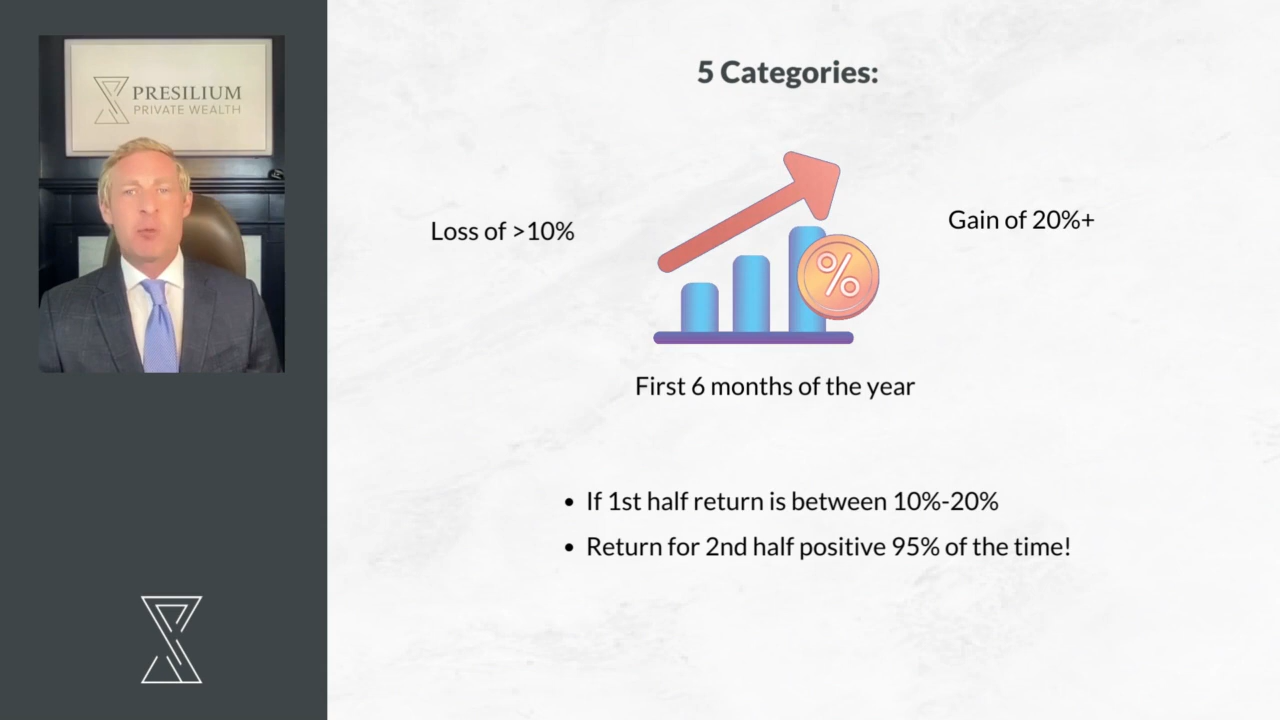 PRESILIUM
PRIVATE WEALTH
5 Categories:
Loss of >10%
Gain of 20%+
%
First 6 months of the year
• If 1st half return is between 10%-20%
• Return for 2nd half positive 95% of the time!